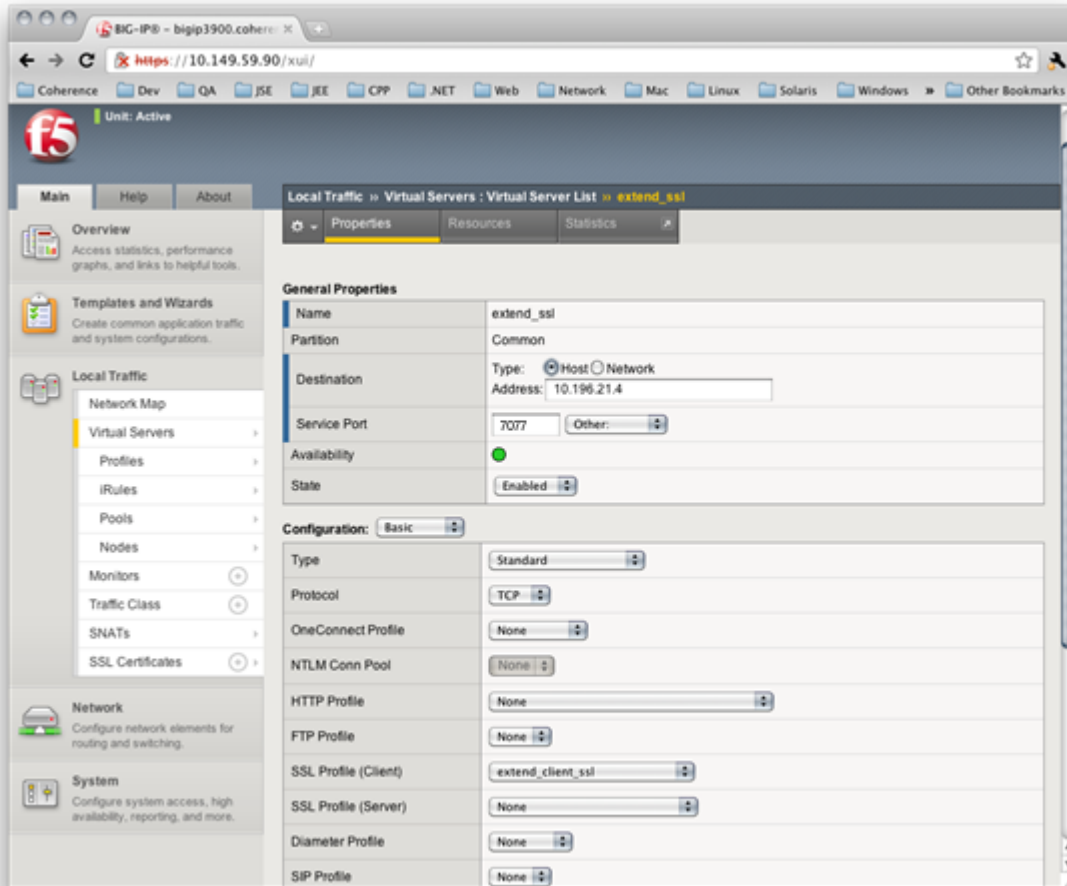 BIG-IP® - bigip3900.coher
https://10.149.59.90/xui/
Coherence Dev QA JSE JEE CPP .NET Web Network Mac Linux Solaris Windows » Other Bookmarks
f5
Unit: Active
Main Help About
Local Traffic » Virtual Servers : Virtual Server List » extend_ssl
Properties Resources Statistics
Overview
Access statistics, performance
graphs, and links to helpful tools.
Templates and Wizards
Create common application traffic
and system configurations.
Local Traffic
Network Map
Virtual Servers
Profiles
iRules
Pools
Nodes
Monitors
Traffic Class
SNATs
SSL Certificates
Network
Configure network elements for
routing and switching.
System
Configure system access, high
availability, reporting, and more.
General Properties
Name extend_ssl
Partition Common
Destination Type: Host Network
Address: 10.196.21.4
Service Port 7077 Other:
Availability
State Enabled
Configuration: Basic
Type Standard
Protocol TCP
OneConnect Profile None
NTLM Conn Pool None
HTTP Profile None
FTP Profile None
SSL Profile (Client) extend_client_ssl
SSL Profile (Server) None
Diameter Profile None
SIP Profile None